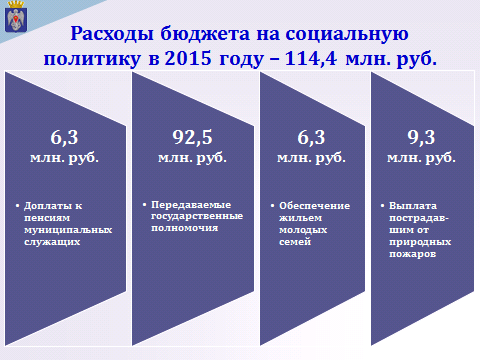 Расходы бюджета на социальную
политику в 2015 году – 114,4 млн. руб.
6,3
млн. руб.
• Доплаты к
пенсиям
муниципальных
служащих
92,5
млн. руб.
• Передаваемые
государственные
полномочия
6,3
млн. руб.
• Обеспечение
жильем
молодых
семей
9,3
млн. руб.
• Выплата
пострадав-
шим от
природных
пожаров